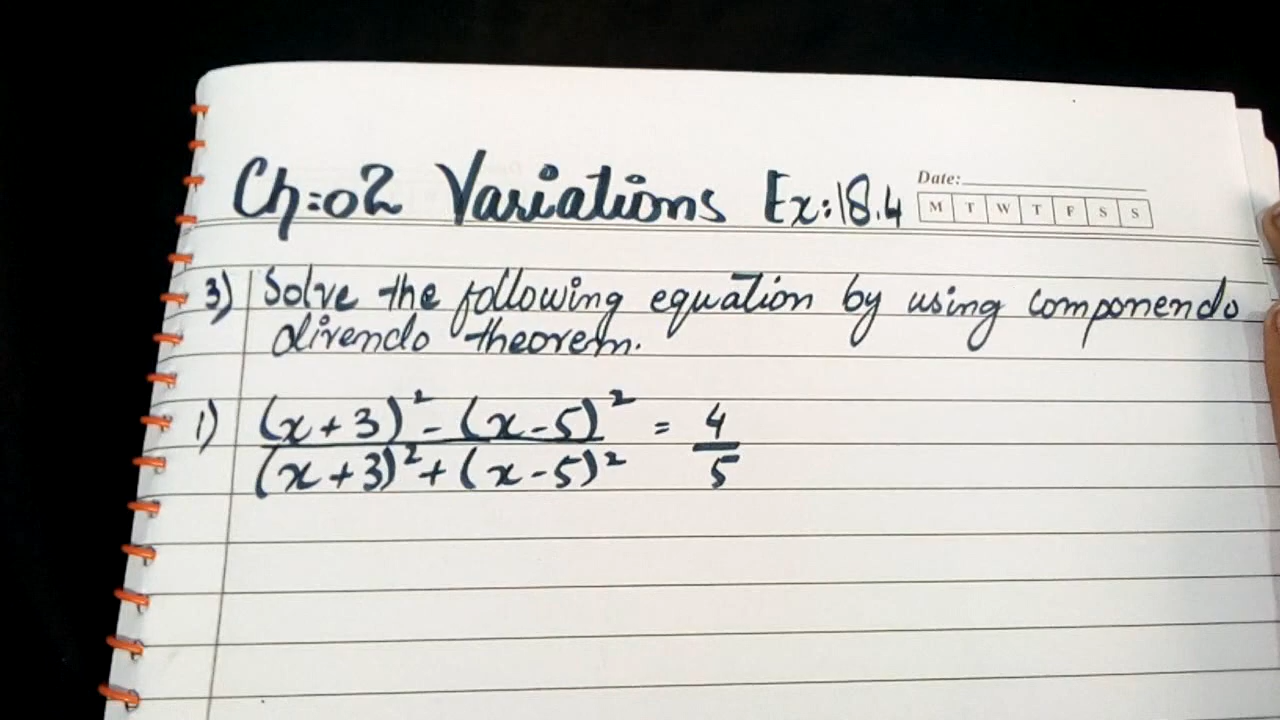 Ch:02 Variations Ex:18.4
Date:
M T W T F S S
3) Solve the following equation by using componendo
divendo theorem.
1) (x+3)² - (x-5)² = 4
(x+3)² + (x-5)² 5